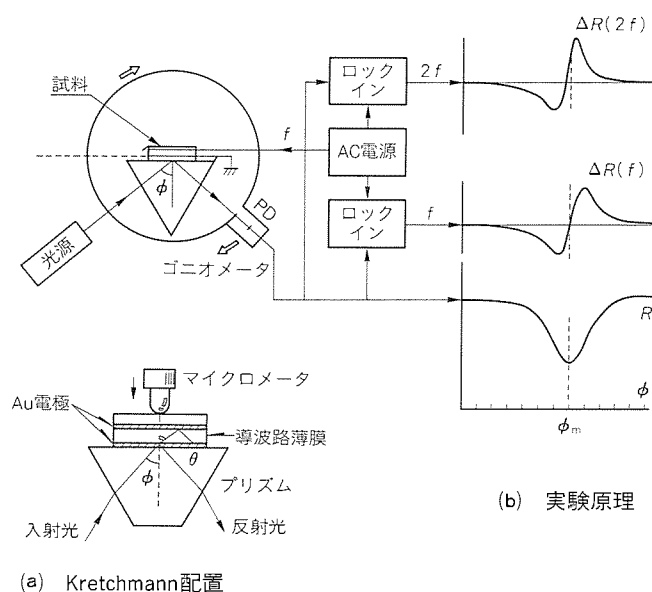 試料
φ
光源
PD
ゴニオメータ
f
ロック
イン
2f
AC電源
ロック
イン
f
ΔR(2f)
ΔR(f)
R
φ
φm
マイクロメータ
Au電極
導波路薄膜
θ
φ
プリズム
入射光
反射光
(b) 実験原理
(a) Kretchmann配置